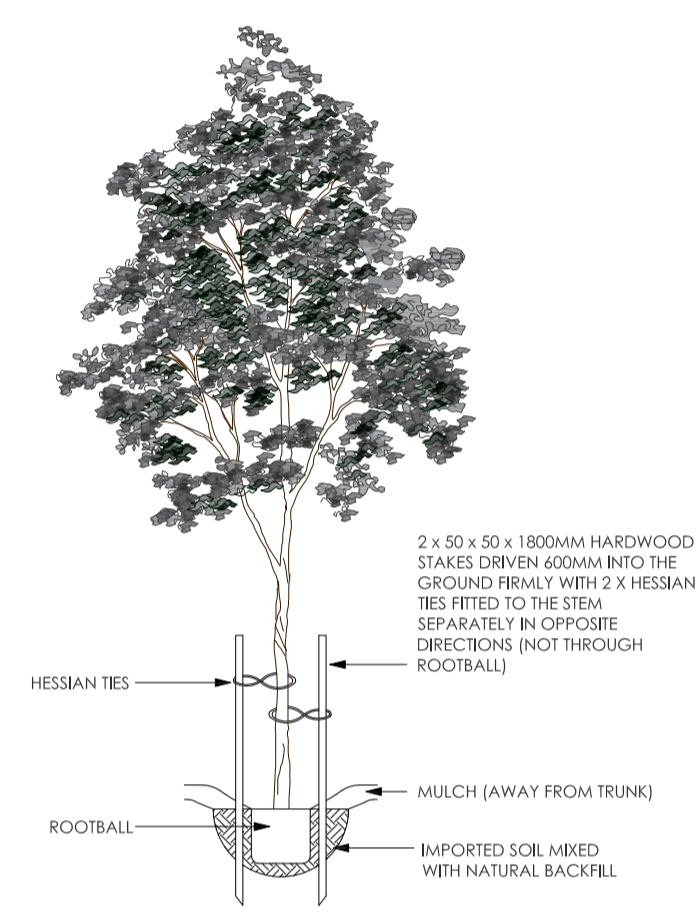 2 x 50 x 50 x 1800MM HARDWOOD
STAKES DRIVEN 600MM INTO THE
GROUND FIRMLY WITH 2 X HESSIAN
TIES FITTED TO THE STEM
SEPARATELY IN OPPOSITE
DIRECTIONS (NOT THROUGH
ROOTBALL)
HESSIAN TIES
MULCH (AWAY FROM TRUNK)
ROOTBALL
IMPORTED SOIL MIXED
WITH NATURAL BACKFILL